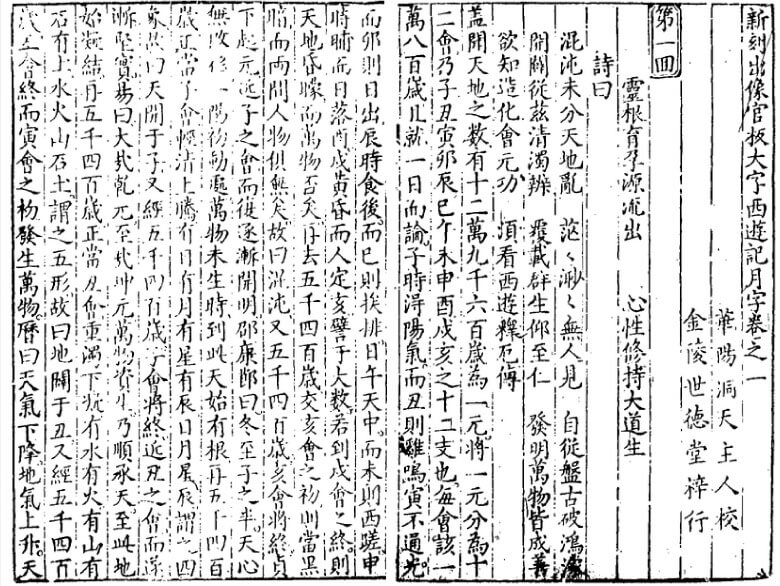 新刻出像官板大字西遊記月字卷之一
華陽洞天主人校
金陵世德堂梓行
第一囬
靈根育孕源流出　心性修持大道生
詩曰
混沌未分天地亂　茫〻渺〻無人見　自從盤古破鴻濛
開闢從茲清濁辨　覆載群生仰至仁　發明萬物皆成善
欲知造化會元功　須看西遊釋厄傳
蓋聞天地之數有十二萬九千六百歲為一元將一元分為十
二會乃子丑寅卯辰巳午未申酉戌亥之十二支也每會該一
萬八百歲且就一日而論子時得陽氣而丑則雞鳴寅不通光
而卯則日出辰時食後而巳則挨排日午天中而未則西蹉申
時晡而日落酉戌黃昏而人定亥譬于大數若到戌會之終則
天地昏曚而萬物否矣再去五千四百歲交亥會之初則當黑
暗而兩間人物俱無矣故曰混沌又五千四百歲亥會將終貞
下起元近子之會而復逐漸開明邵康節曰冬至子之半天心
無改移一陽初動處萬物未生時到此天始有根再五千四百
歲正當子會輕清上騰有日有月有星有辰日月星辰謂之四
象故曰天開于子又經五千四百歲子會將終近丑之會而逐
漸堅實易曰大哉乾元至哉坤元萬物資生乃順承天至此地
始凝結再五千四百歲正當丑會重濁下凝有水有火有山有
石有土水火山石土謂之五形故曰地闢于丑又經五千四百
歲丑會終而寅會之初發生萬物曆曰天氣下降地氣上升天